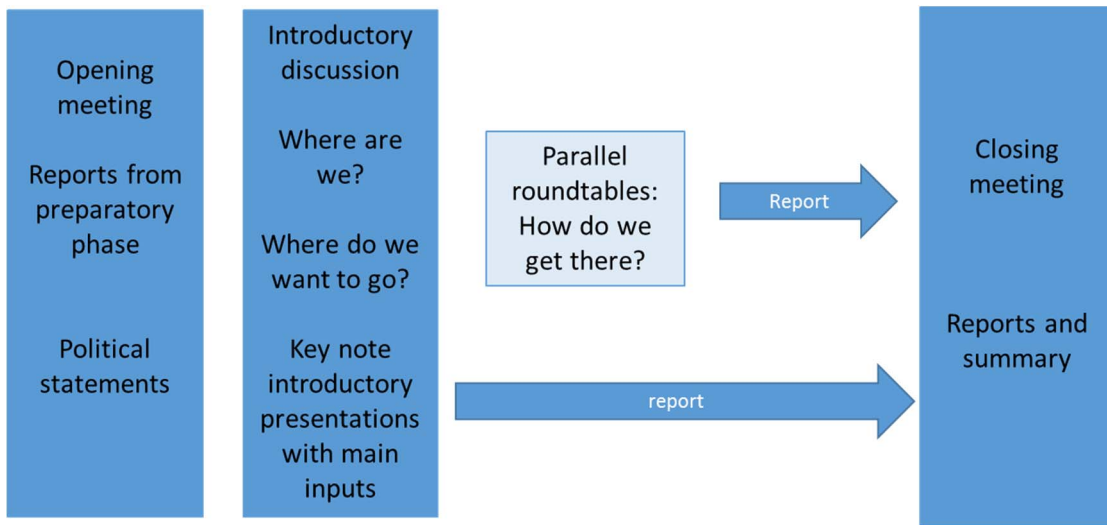 Opening
meeting
Reports from
preparatory
phase
Political
statements
Introductory
discussion
Where are
we?
Where do we
want to go?
Key note
introductory
presentations
with main
inputs
Parallel
roundtables:
How do we
get there?
Report
report
Closing
meeting
Reports and
summary